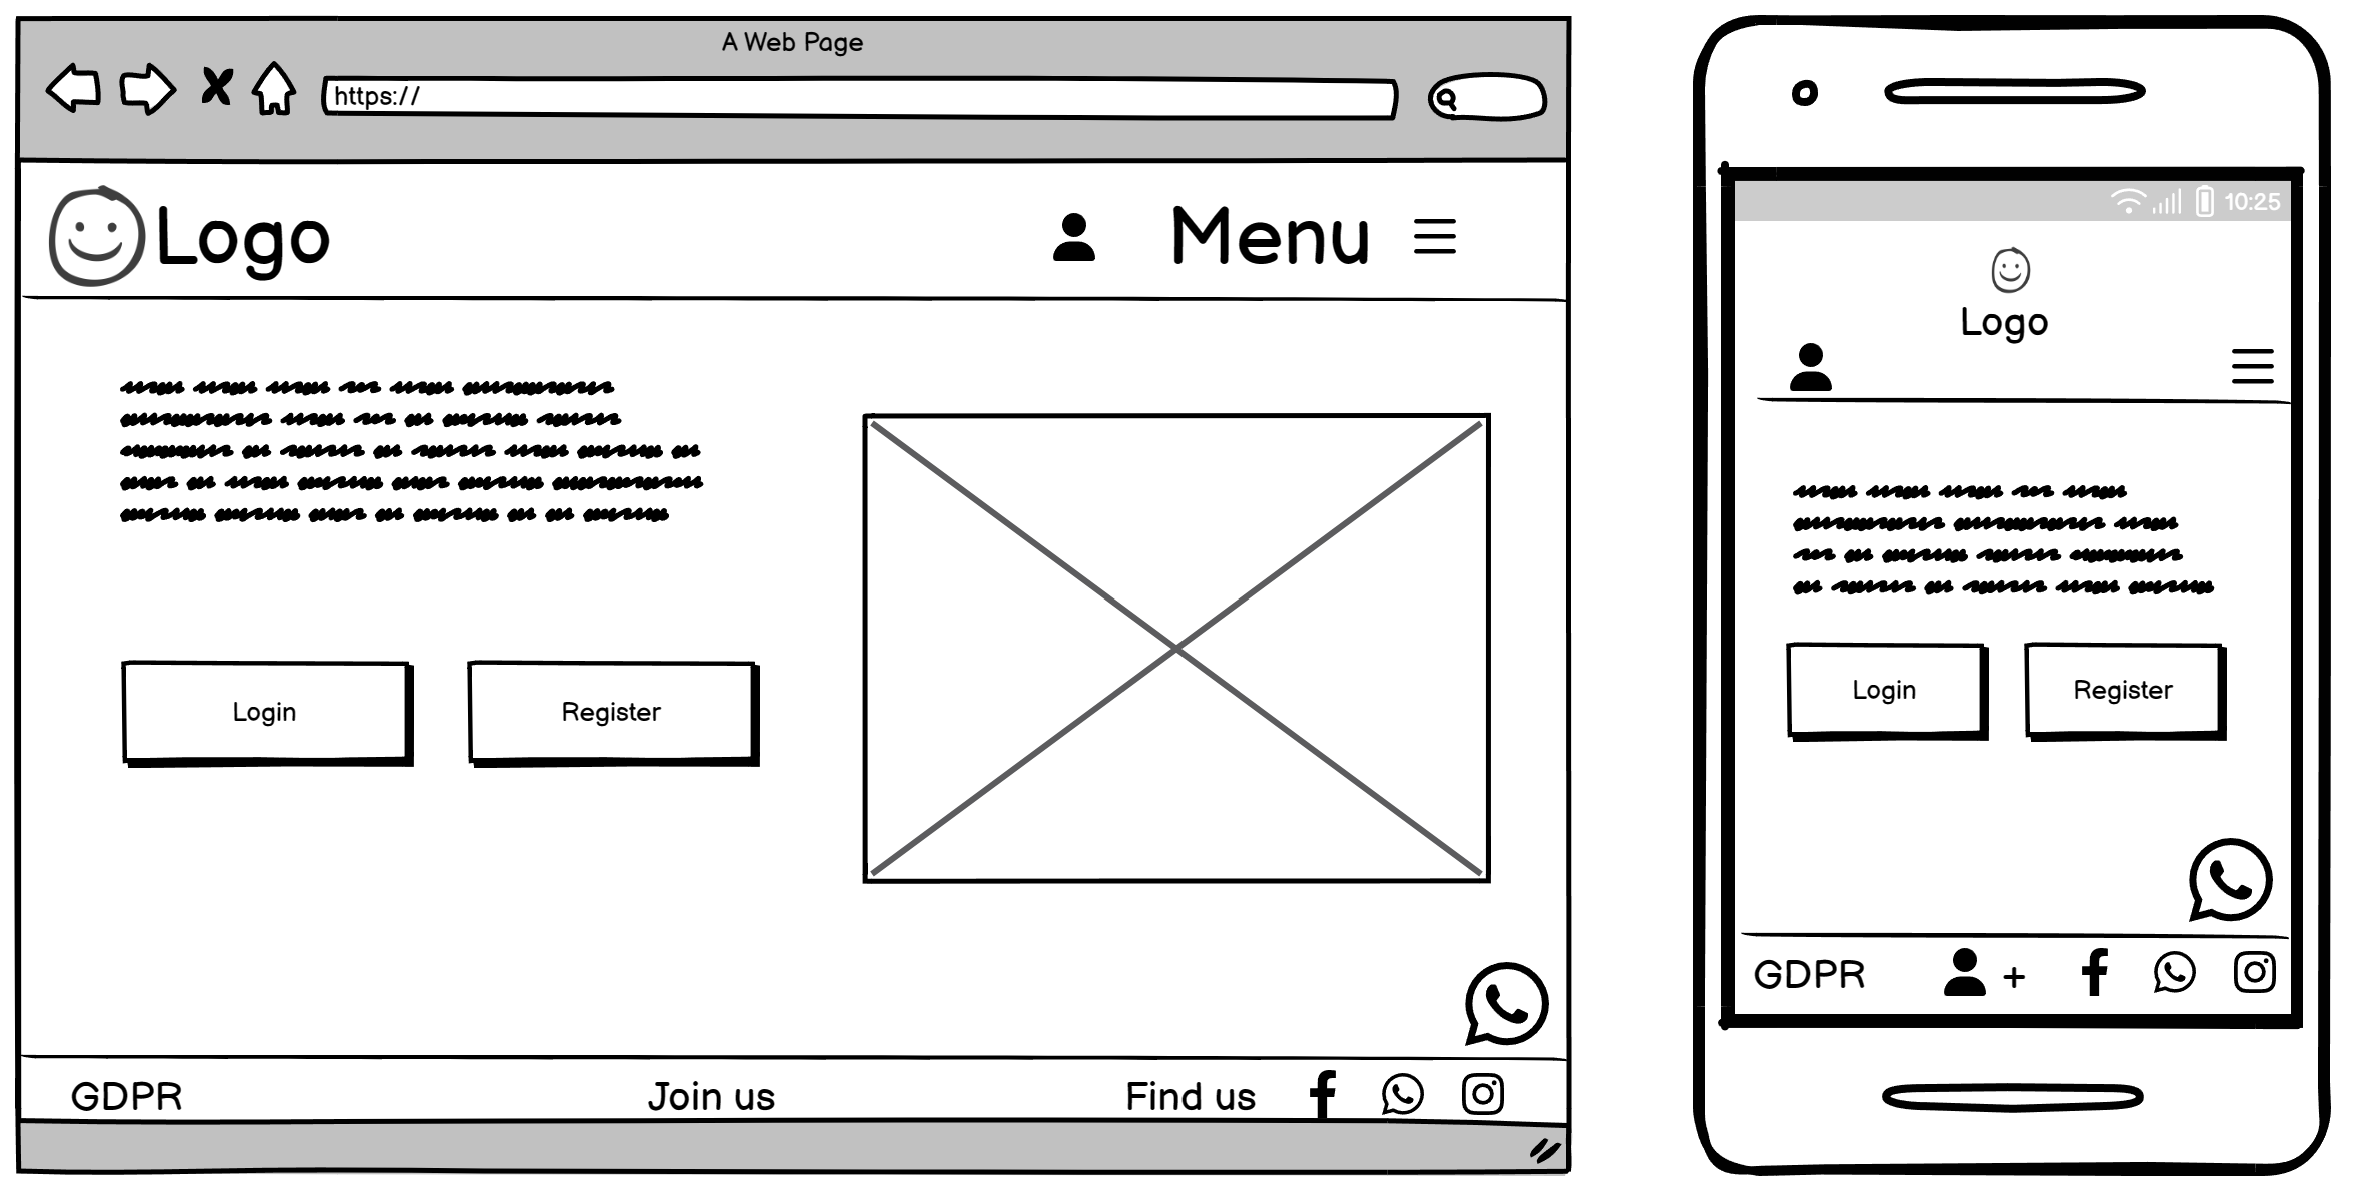 A Web Page
https://
Logo
Menu
Login
Register
GDPR
Join us
Find us
10:25
Logo
Login
Register
GDPR
+